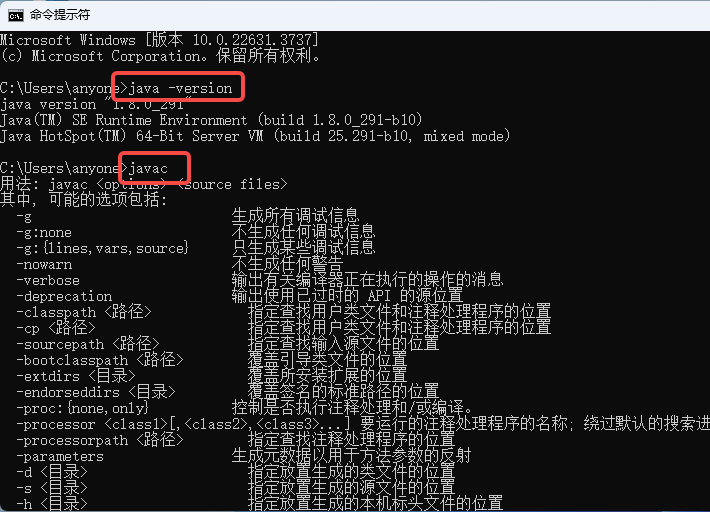 命令提示符
Microsoft Windows [版本 10.0.22631.3737]
(c) Microsoft Corporation。保留所有权利。
C:\Users\anyone>java -version
java version "1.8.0_291"
Java(TM) SE Runtime Environment (build 1.8.0_291-b10)
Java HotSpot(TM) 64-Bit Server VM (build 25.291-b10, mixed mode)
C:\Users\anyone>javac
用法: javac <options> <source files>
其中, 可能的选项包括:
-g 生成所有调试信息
-g:none 不生成任何调试信息
-g:{lines,vars,source} 只生成某些调试信息
-nowarn 不生成任何警告
-verbose 输出有关编译器正在执行的操作的消息
-deprecation 输出使用已过时的 API 的源位置
-classpath <路径> 指定查找用户类文件和注释处理程序的位置
-cp <路径> 指定查找用户类文件和注释处理程序的位置
-sourcepath <路径> 指定查找输入源文件的位置
-bootclasspath <路径> 覆盖引导类文件的位置
-extdirs <目录> 覆盖所安装扩展的位置
-endorseddirs <目录> 覆盖签名的标准路径的位置
-proc:{none,only} 控制是否执行注释处理和/或编译。
-processor <class1>[,<class2>,<class3>...] 要运行的注释处理程序的名称; 绕过默认的搜索进
-processorpath <路径> 指定查找注释处理程序的位置
-parameters 生成元数据以用于方法参数的反射
-d <目录> 指定放置生成的类文件的位置
-s <目录> 指定放置生成的源文件的位置
-h <目录> 指定放置生成的本机标头文件的位置